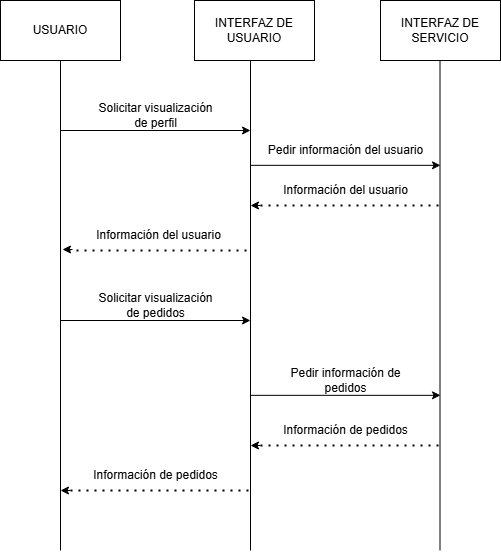 USUARIO
INTERFAZ DE
USUARIO
INTERFAZ DE
SERVICIO
Solicitar visualización
de perfil
Pedir información del usuario
Información del usuario
Información del usuario
Solicitar visualización
de pedidos
Pedir información de
pedidos
Información de pedidos
Información de pedidos